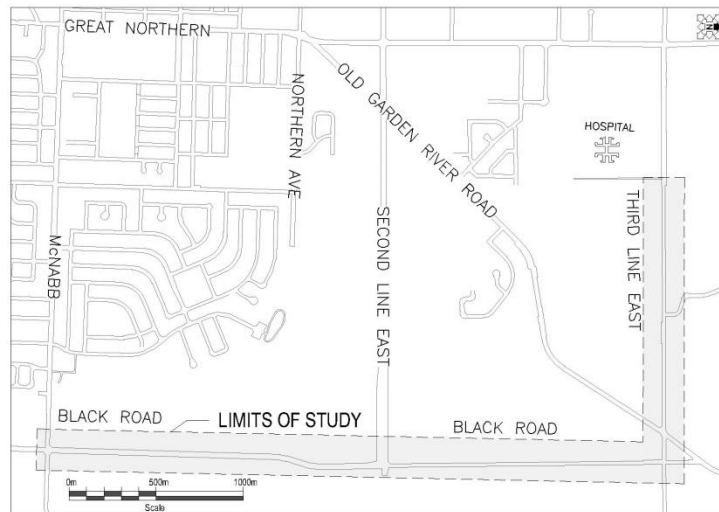 GREAT NORTHERN
N
OLD GARDEN RIVER ROAD
NORTHERN AVE
HOSPITAL
McNABB
SECOND LINE EAST
THIRD LINE EAST
BLACK ROAD
LIMITS OF STUDY
BLACK ROAD
0m 500m 1000m
Scale